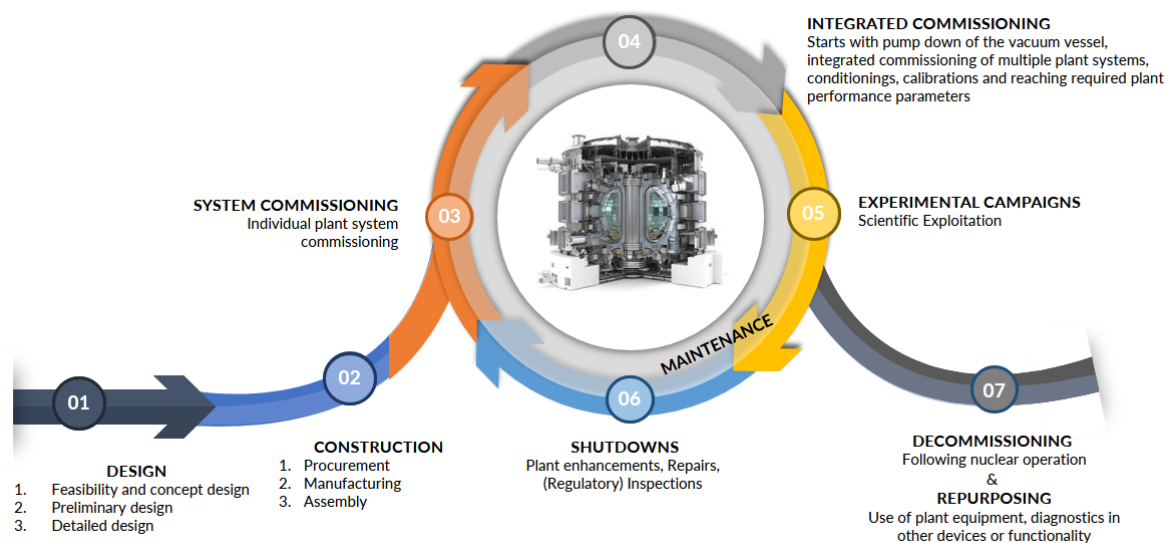 04
INTEGRATED COMMISSIONING
Starts with pump down of the vacuum vessel,
integrated commissioning of multiple plant systems,
conditionings, calibrations and reaching required plant
performance parameters
SYSTEM COMMISSIONING
Individual plant system
commissioning
03
05
EXPERIMENTAL CAMPAIGNS
Scientific Exploitation
MAINTENANCE
01
02
06
07
DESIGN
1. Feasibility and concept design
2. Preliminary design
3. Detailed design
CONSTRUCTION
1. Procurement
2. Manufacturing
3. Assembly
SHUTDOWNS
Plant enhancements, Repairs,
(Regulatory) Inspections
DECOMMISSIONING
Following nuclear operation
&
REPURPOSING
Use of plant equipment, diagnostics in
other devices or functionality